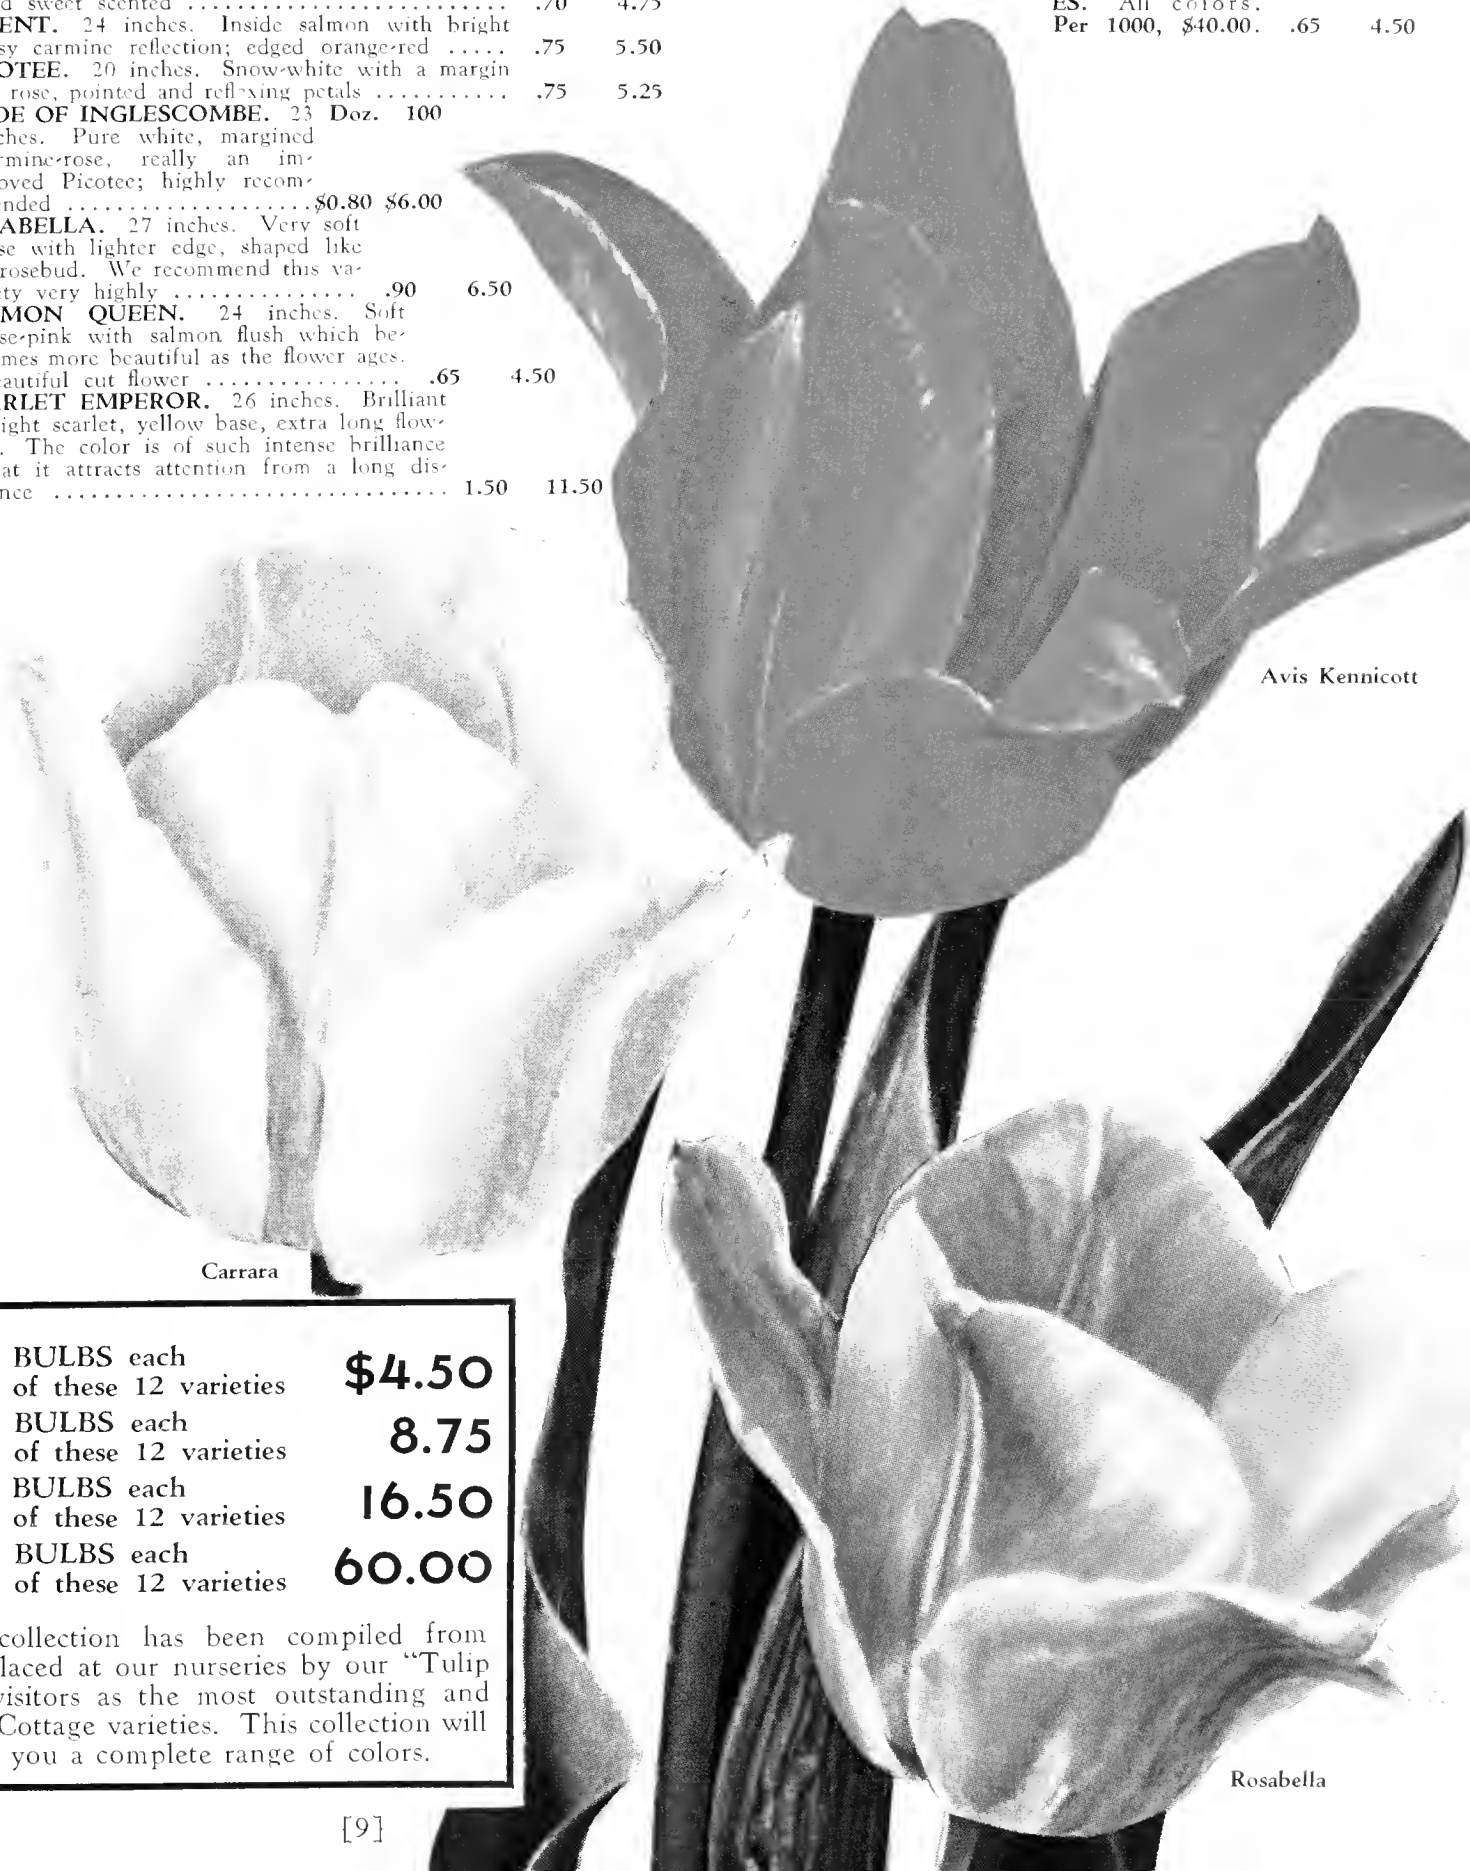 d sweet scented ........................ .70 4.75
ENT. 24 inches. Inside salmon with bright
sy carmine reflection; edged orange-red ..... .75 5.50
OTEE. 20 inches. Snow-white with a margin
rose, pointed and reflexing petals ........... .75 5.25
DE OF INGLESCOMBE. 23 Doz. 100
ches. Pure white, margined
rmine-rose, really an im-
oved Picotee; highly recom-
nded .................... $0.80 $6.00
ABELLA. 27 inches. Very soft
se with lighter edge, shaped like
rosebud. We recommend this va-
ty very highly ............... .90 6.50
MON QUEEN. 24 inches. Soft
se-pink with salmon flush which be-
mes more beautiful as the flower ages.
autiful cut flower ................ .65 4.50
RLET EMPEROR. 26 inches. Brilliant
ight scarlet, yellow base, extra long flow-
. The color is of such intense brilliance
at it attracts attention from a long dis-
nce ................................ 1.50 11.50
ES. All colors.
Per 1000, $40.00. .65 4.50
Avis Kennicott
Carrara
BULBS each
of these 12 varieties $4.50
BULBS each
of these 12 varieties 8.75
BULBS each
of these 12 varieties 16.50
BULBS each
of these 12 varieties 60.00
collection has been compiled from
laced at our nurseries by our "Tulip
visitors as the most outstanding and
Cottage varieties. This collection will
you a complete range of colors.
Rosabella
[9]